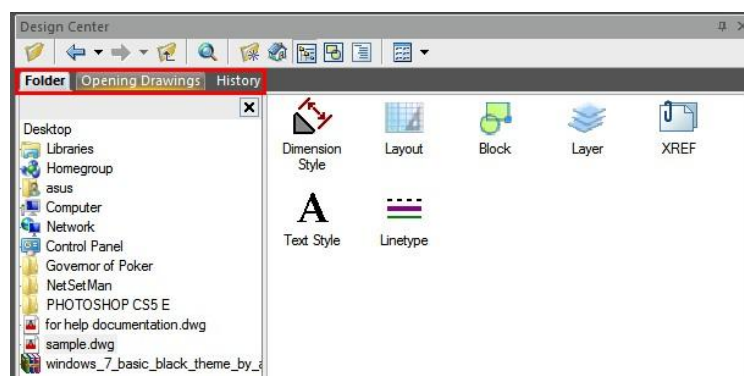 Design Center
Folder Opening Drawings History
Desktop
Libraries
Homegroup
asus
Computer
Network
Control Panel
Governor of Poker
NetSetMan
PHOTOSHOP CS5 E
for help documentation.dwg
sample.dwg
windows_7_basic_black_theme_by_
Dimension
Style
Layout
Block
Layer
XREF
Text Style
Linetype